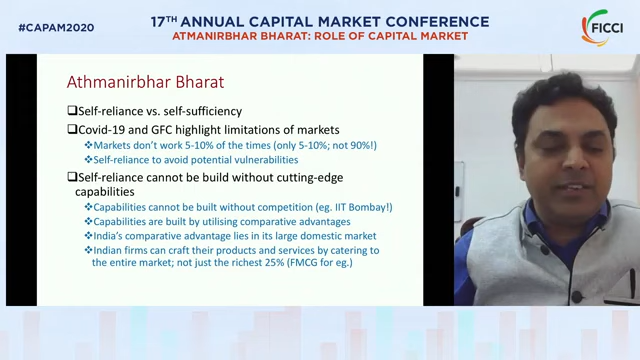 #CAPAM2020
17TH ANNUAL CAPITAL MARKET CONFERENCE
ATMANIRBHAR BHARAT: ROLE OF CAPITAL MARKET
FICCI
Athmanirbhar Bharat
Self-reliance vs. self-sufficiency
Covid-19 and GFC highlight limitations of markets
Markets don't work 5-10% of the times (only 5-10%; not 90%!)
Self-reliance to avoid potential vulnerabilities
Self-reliance cannot be build without cutting-edge
capabilities
Capabilities cannot be built without competition (eg. IIT Bombay!)
Capabilities are built by utilising comparative advantages
India's comparative advantage lies in its large domestic market
Indian firms can craft their products and services by catering to
the entire market; not just the richest 25% (FMCG for eg.)